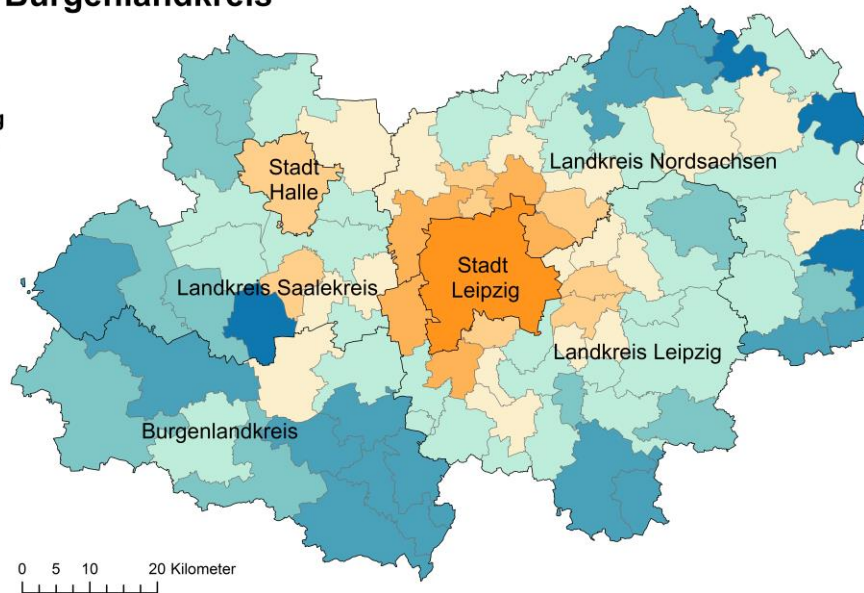 Burgenlandkreis
g
Stadt
Halle
Landkreis Nordsachsen
Landkreis Saalekreis
Stadt
Leipzig
Landkreis Leipzig
Burgenlandkreis
0 5 10 20 Kilometer